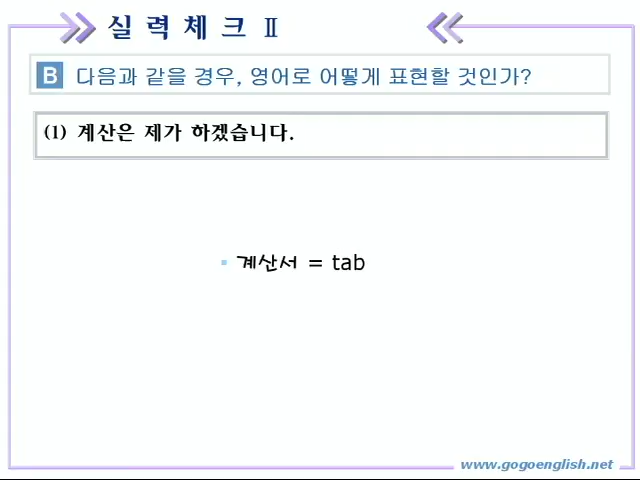 실력체크 Ⅱ
B 다음과 같을 경우, 영어로 어떻게 표현할 것인가?
(1) 계산은 제가 하겠습니다.
계산서 = tab
www.gogoenglish.net